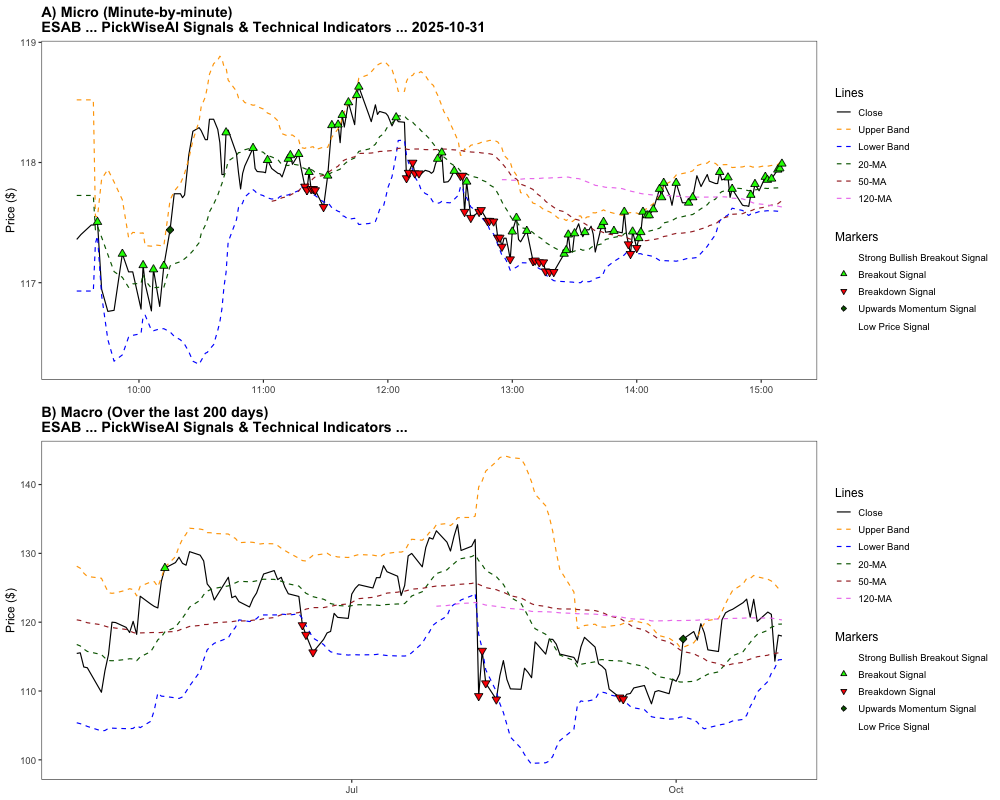 A) Micro (Minute-by-minute)
ESAB ... PickWiseAI Signals & Technical Indicators ... 2025-10-31
Price ($)
119
118
117
10:00
11:00
12:00
13:00
14:00
15:00
Lines
Close
Upper Band
Lower Band
20-MA
50-MA
120-MA
Markers
Strong Bullish Breakout Signal
Breakout Signal
Breakdown Signal
Upwards Momentum Signal
Low Price Signal
B) Macro (Over the last 200 days)
ESAB ... PickWiseAI Signals & Technical Indicators ...
Price ($)
140
130
120
110
100
Jul
Oct
Lines
Close
Upper Band
Lower Band
20-MA
50-MA
120-MA
Markers
Strong Bullish Breakout Signal
Breakout Signal
Breakdown Signal
Upwards Momentum Signal
Low Price Signal